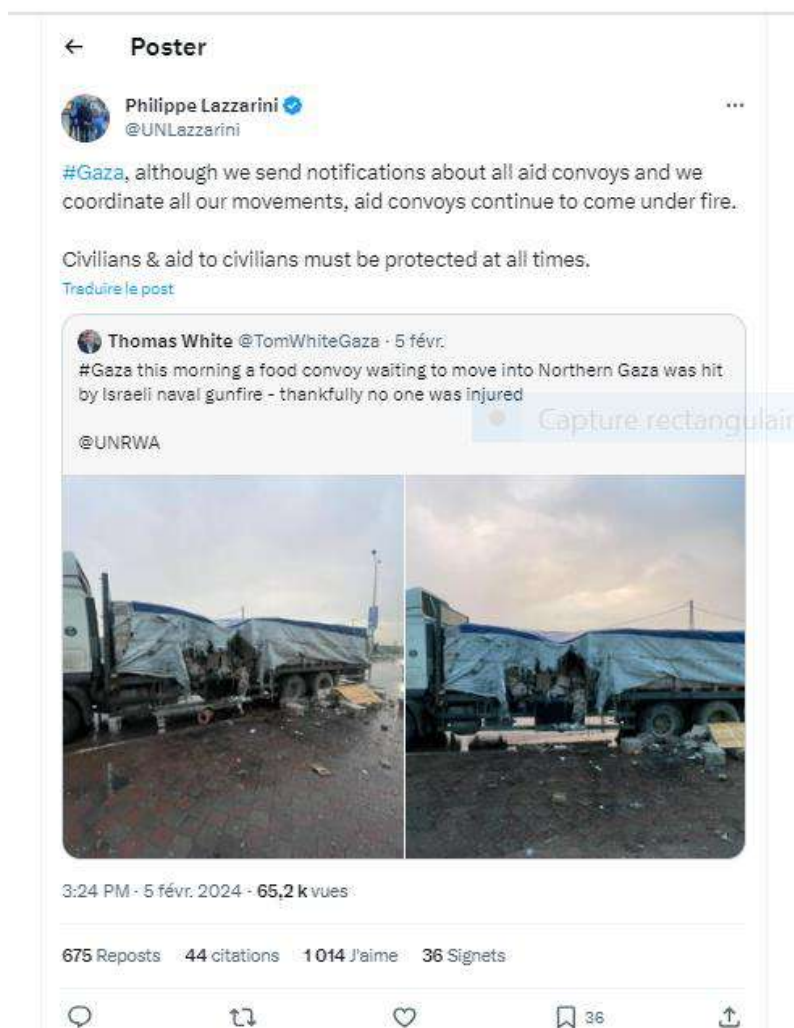 Poster
Philippe Lazzarini
@UNLazzarini
#Gaza, although we send notifications about all aid convoys and we
coordinate all our movements, aid convoys continue to come under fire.
Civilians & aid to civilians must be protected at all times.
Traduire le post
Thomas White @TomWhiteGaza · 5 févr.
#Gaza this morning a food convoy waiting to move into Northern Gaza was hit
by Israeli naval gunfire - thankfully no one was injured
Capture rectangulair
@UNRWA
3:24 PM · 5 févr. 2024 · 65,2 k vues
675 Reposts 44 citations 1 014 J'aime 36 Signets
36